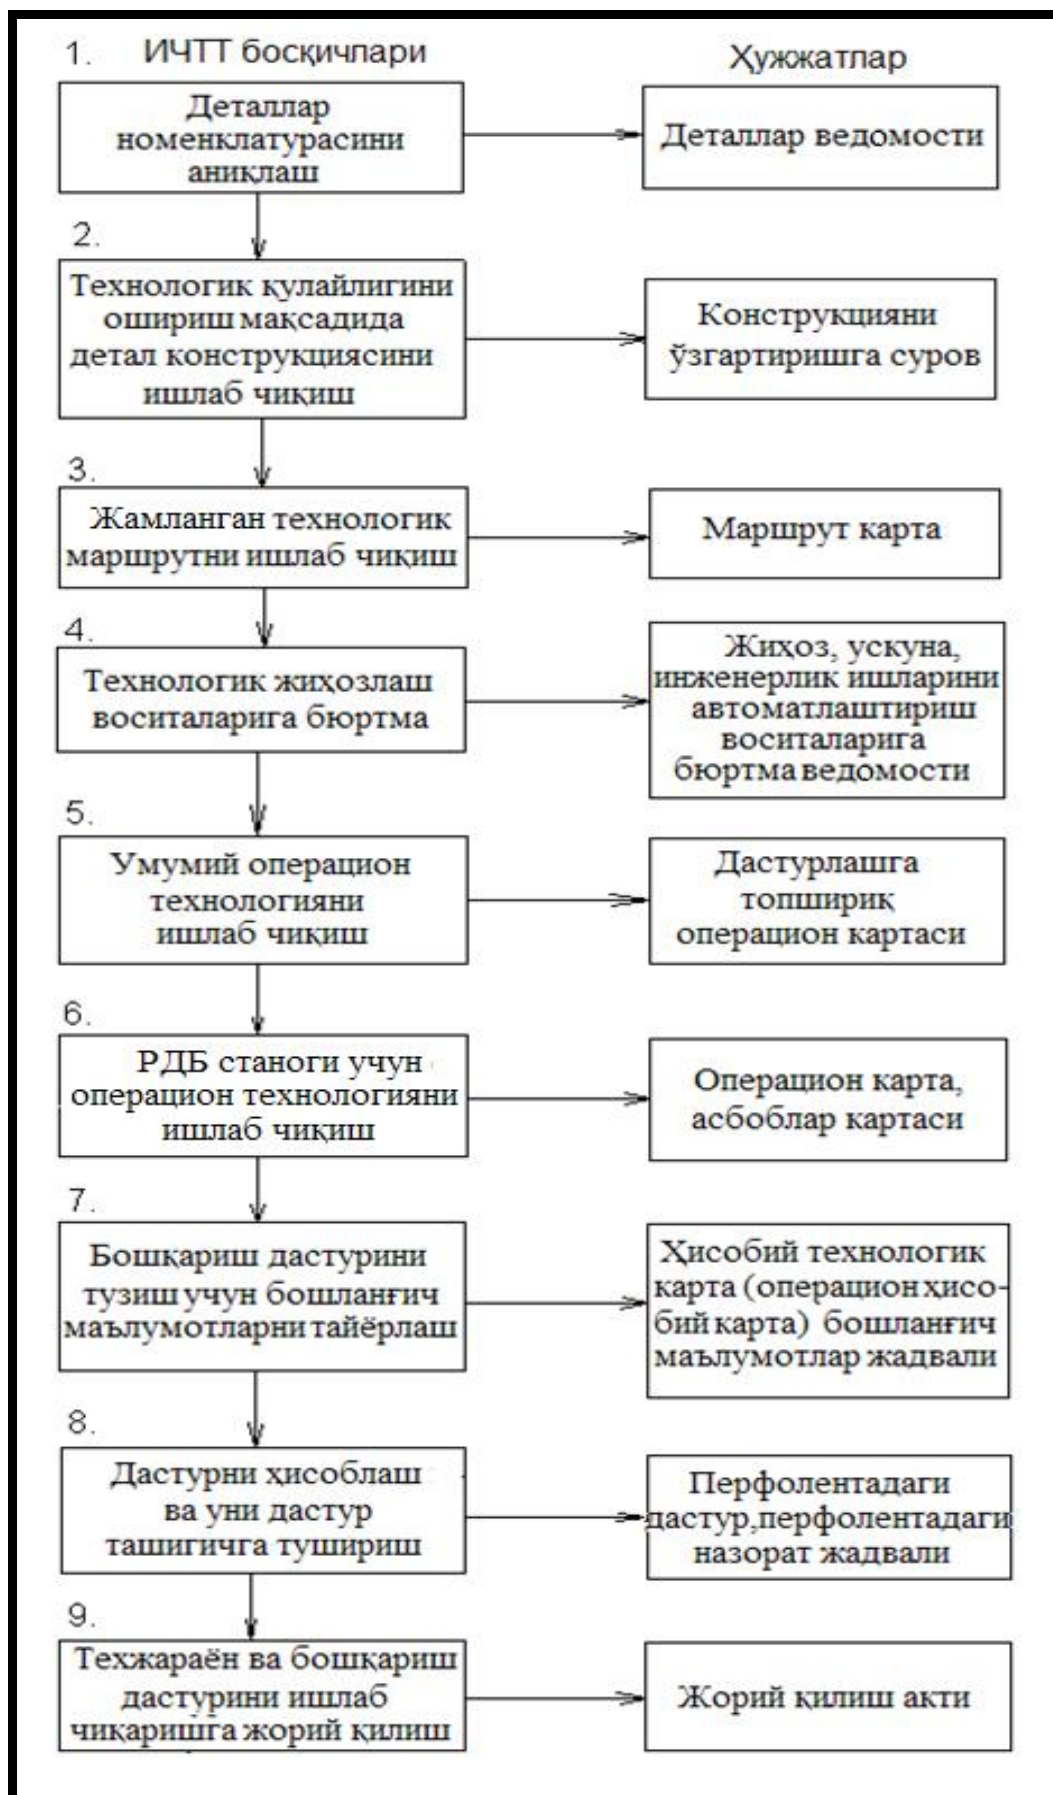 1. ИЧТТ босқичлари
Ҳужжатлар
Деталлар
номенклатурасини
аниқлаш
Деталлар ведомости
2.
Технологик қулайлигини
ошириш мақсадида
детал конструкциясини
ишлаб чиқиш
Конструкцияни
ўзгартиришга суров
3.
Жамланган технологик
маршрутни ишлаб чиқиш
Маршрут карта
4.
Технологик жиҳозлаш
воситаларига бюртма
Жиҳоз, ускуна,
инженерлик ишларини
автоматлаштириш
воситаларига
бюртма ведомости
5.
Умумий операцион
технологияни
ишлаб чиқиш
Дастурлашга
топшириқ
операцион картаси
6.
РДБ станоги учун
операцион технологияни
ишлаб чиқиш
Операцион карта,
асбоблар картаси
7.
Бошқариш дастурини
тузиш учун бошланғич
маълумотларни тайёрлаш
Ҳисобий технологик
карта (операцион ҳисо-
бий карта) бошланғич
маълумотлар жадвали
8.
Дастурни ҳисоблаш
ва уни дастур
ташигичга тушириш
Перфолентадаги
дастур,перфолентадаги
назорат жадвали
9.
Техжараён ва бошқариш
дастурини ишлаб
чиқаришга жорий қилиш
Жорий қилиш акти